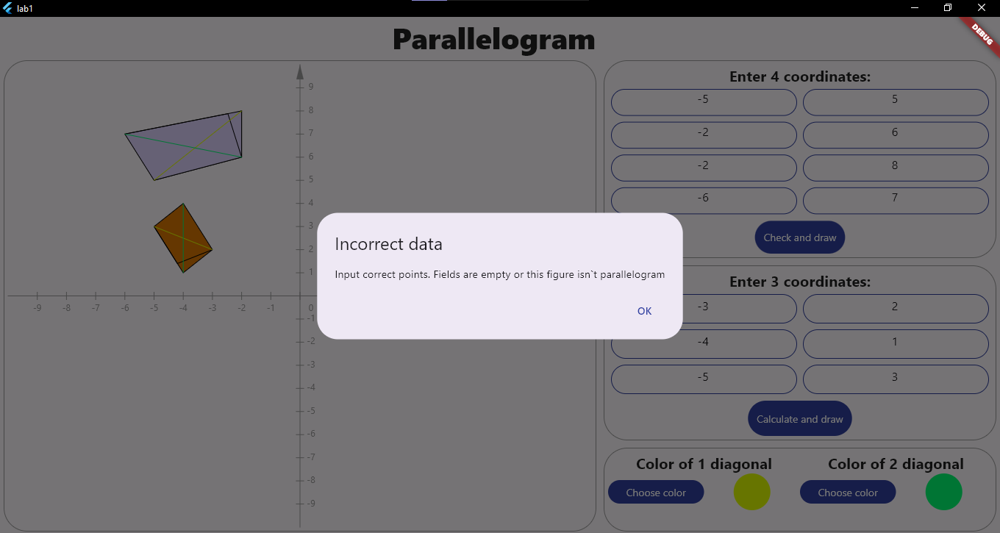 lab1
DEBUG
Parallelogram
9
8
7
6
5
4
3
2
1
-9 -8 -7 -6 -5 -4 -3 -2 -1 0
-1
-2
-3
-4
-5
-6
-7
-8
-9
Enter 4 coordinates:
-5 5
-2 6
-2 8
-6 7
Check and draw
Incorrect data
Input correct points. Fields are empty or this figure isn`t parallelogram
OK
Enter 3 coordinates:
-3 2
-4 1
-5 3
Calculate and draw
Color of 1 diagonal Color of 2 diagonal
Choose color Choose color